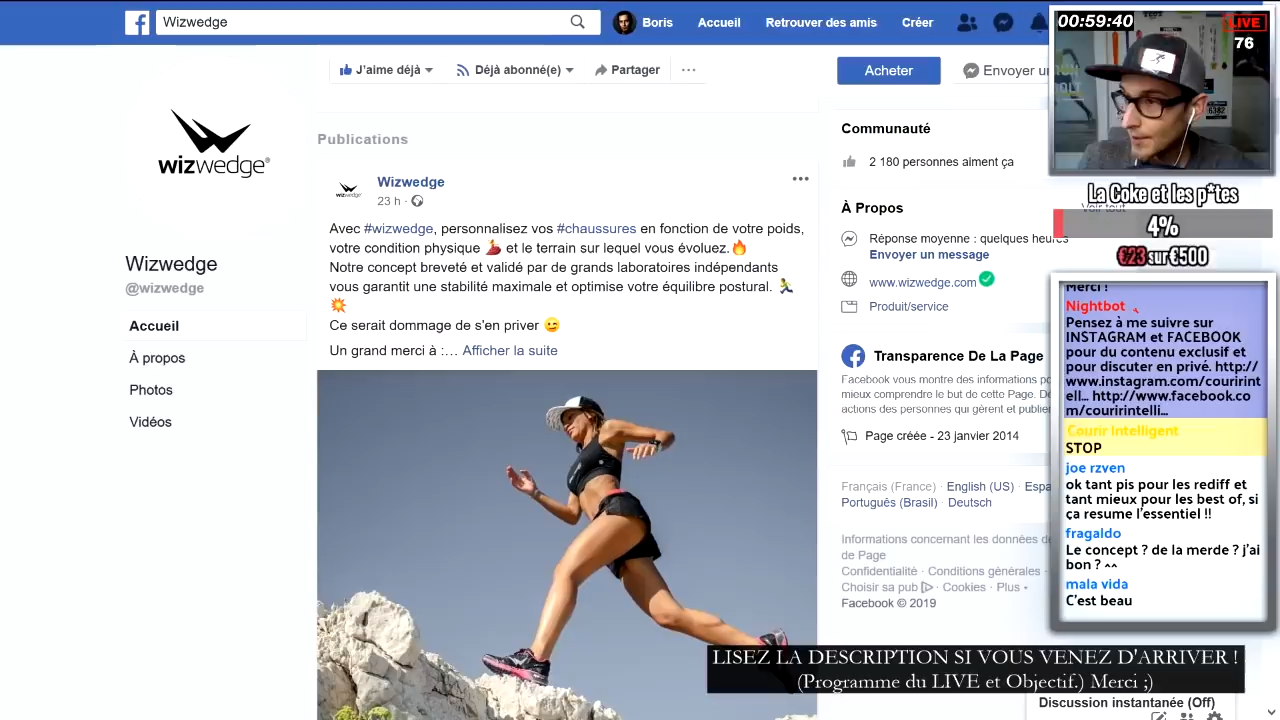 Wizwedge
Boris
Accueil
Retrouver des amis
Créer
00:59:40
LIVE
76
J'aime déjà
Déjà abonné(e)
Partager
Acheter
wizwedge®
Wizwedge
@wizwedge
Accueil
À propos
Photos
Vidéos
Publications
Wizwedge
23 h ·
Avec #wizwedge, personnalisez vos #chaussures en fonction de votre poids,
votre condition physique et le terrain sur lequel vous évoluez.
Notre concept breveté et validé par de grands laboratoires indépendants
vous garantit une stabilité maximale et optimise votre équilibre postural.
Ce serait dommage de s'en priver
Un grand merci à :… Afficher la suite
Communauté
2 180 personnes aiment ça
Voir tout
À Propos
Réponse moyenne : quelques heures
Envoyer un message
www.wizwedge.com
Produit/service
Transparence De La Page
Facebook vous montre des informations
mieux comprendre le but de cette Page.
actions des personnes qui gèrent et
Page créée - 23 janvier 2014
Français (France) · English (US) ·
Português (Brasil) · Deutsch
Informations concernant les données
de Page
Confidentialité · Conditions générales ·
Choisir sa pub · Cookies · Plus
Facebook © 2019
La Coke et les p*tes
4%
€23 sur €500
Merci !
Nightbot
Pensez à me suivre sur
INSTAGRAM et FACEBOOK
pour du contenu exclusif et
pour discuter en privé. http://
www.instagram.com/courirint
ell... http://www.facebook.co
m/couririntelli...
Courir Intelligent
STOP
joe rzven
ok tant pis pour les rediff et
tant mieux pour les best of, si
ça resume l'essentiel !!
fragaldo
Le concept ? de la merde ? j'ai
bon ? ^^
mala vida
C'est beau
LISEZ LA DESCRIPTION SI VOUS VENEZ D'ARRIVER !
(Programme du LIVE et Objectif.) Merci ;)
Discussion instantanée (Off)